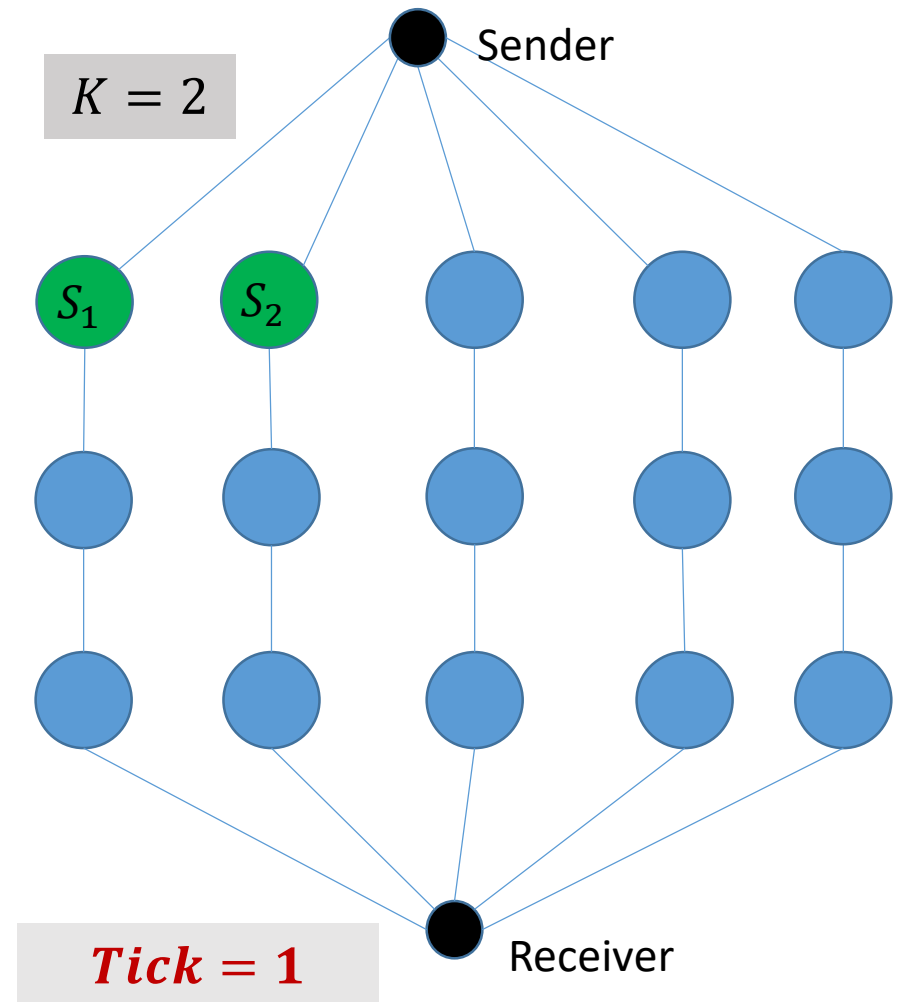 Sender
K = 2
S₁
S₂
Receiver
Tick = 1